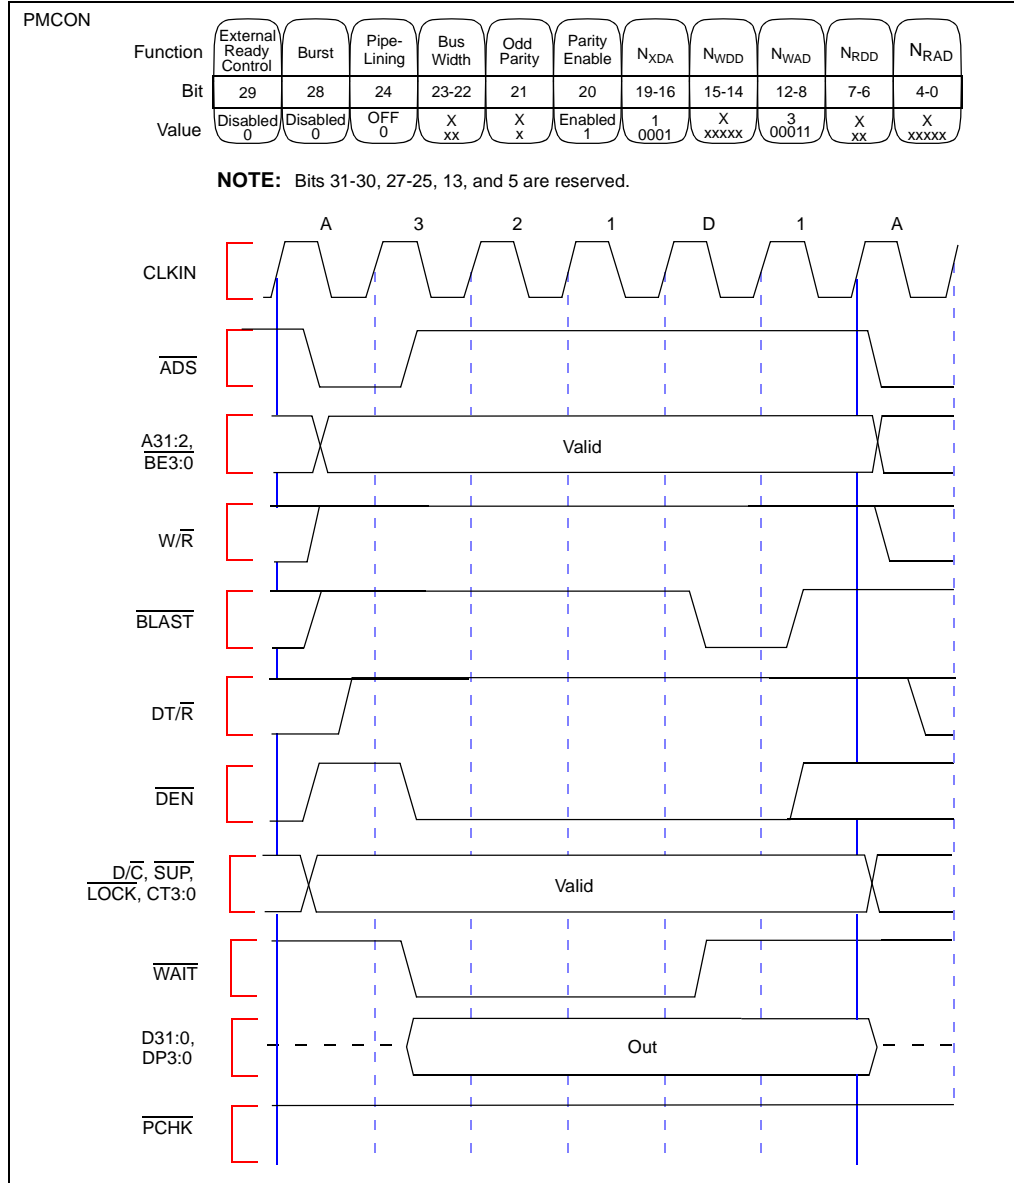 PMCON
Function External Ready Control Burst Pipe-Lining Bus Width Odd Parity Parity Enable NXDA NWDD NWAD NRDD NRAD
Bit 29 28 24 23-22 21 20 19-16 15-14 12-8 7-6 4-0
Value Disabled 0 Disabled 0 OFF 0 X xx X x Enabled 1 1 0001 X xxxxx 3 00011 X xx X xxxxx
NOTE: Bits 31-30, 27-25, 13, and 5 are reserved.
A 3 2 1 D 1 A
CLKIN
ADS
A31:2,
BE3:0
Valid
W/R
BLAST
DT/R
DEN
D/C, SUP,
LOCK, CT3:0
Valid
WAIT
D31:0,
DP3:0
Out
PCHK